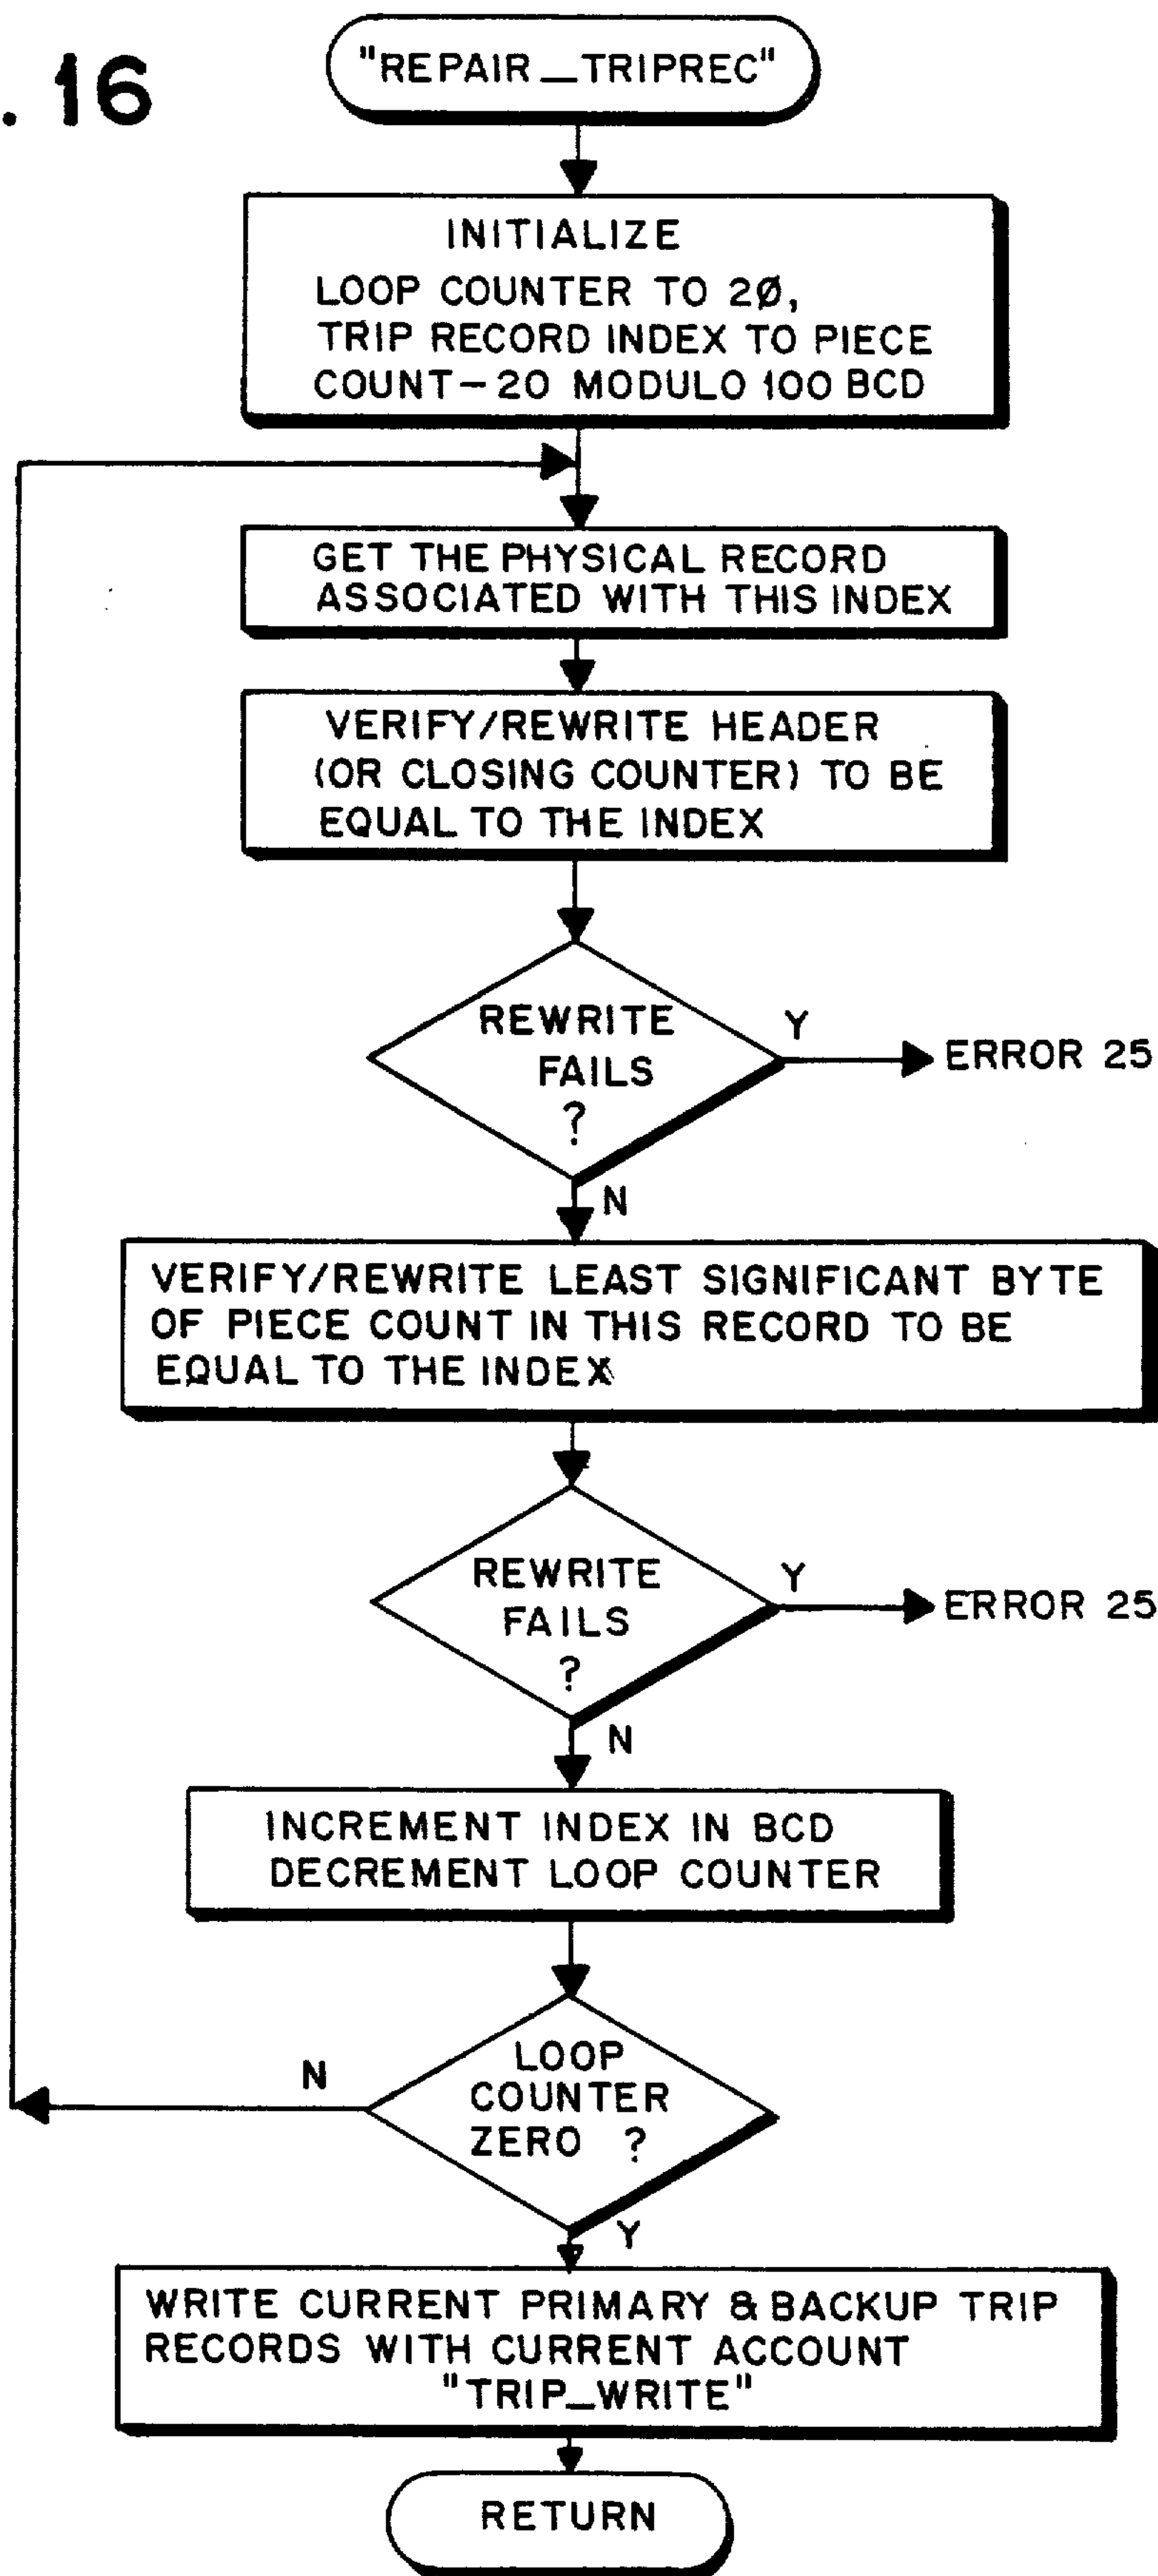 . 16
"REPAIR_TRIPREC"
INITIALIZE
LOOP COUNTER TO 2Ø,
TRIP RECORD INDEX TO PIECE
COUNT-20 MODULO 100 BCD
GET THE PHYSICAL RECORD
ASSOCIATED WITH THIS INDEX
VERIFY/REWRITE HEADER
(OR CLOSING COUNTER) TO BE
EQUAL TO THE INDEX
REWRITE
FAILS
?
Y
ERROR 25
N
VERIFY/REWRITE LEAST SIGNIFICANT BYTE
OF PIECE COUNT IN THIS RECORD TO BE
EQUAL TO THE INDEX
REWRITE
FAILS
?
Y
ERROR 25
N
INCREMENT INDEX IN BCD
DECREMENT LOOP COUNTER
LOOP
COUNTER
ZERO ?
N
Y
WRITE CURRENT PRIMARY & BACKUP TRIP
RECORDS WITH CURRENT ACCOUNT
"TRIP_WRITE"
RETURN